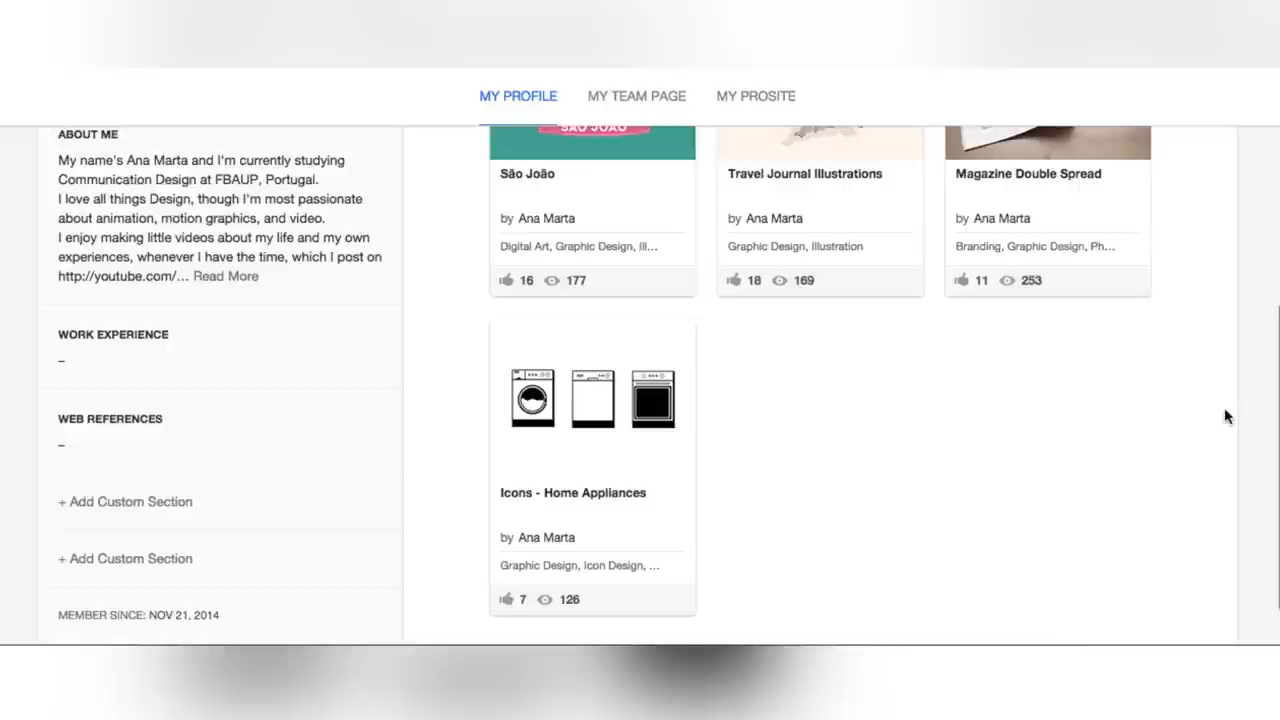 MY PROFILE MY TEAM PAGE MY PROSITE
ABOUT ME
My name's Ana Marta and I'm currently studying
Communication Design at FBAUP, Portugal.
I love all things Design, though I'm most passionate
about animation, motion graphics, and video.
I enjoy making little videos about my life and my own
experiences, whenever I have the time, which I post on
http://youtube.com/... Read More
WORK EXPERIENCE
–
WEB REFERENCES
–
+ Add Custom Section
+ Add Custom Section
MEMBER SINCE: NOV 21, 2014
SÃO JOÃO
São João
by Ana Marta
Digital Art, Graphic Design, Ill...
16 177
Travel Journal Illustrations
by Ana Marta
Graphic Design, Illustration
18 169
Magazine Double Spread
by Ana Marta
Branding, Graphic Design, Ph...
11 253
Icons - Home Appliances
by Ana Marta
Graphic Design, Icon Design, ...
7 126